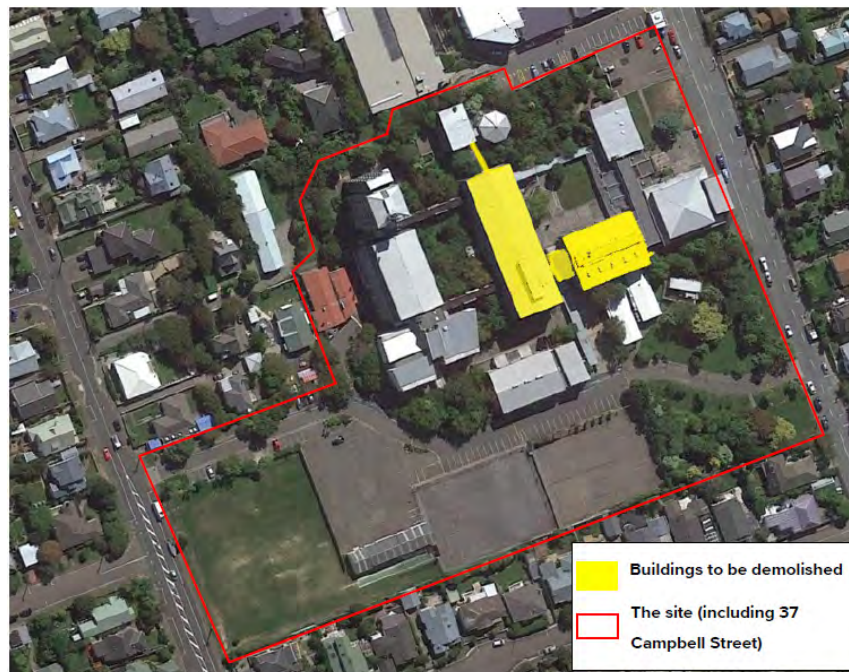 Buildings to be demolished
The site (including 37
Campbell Street)